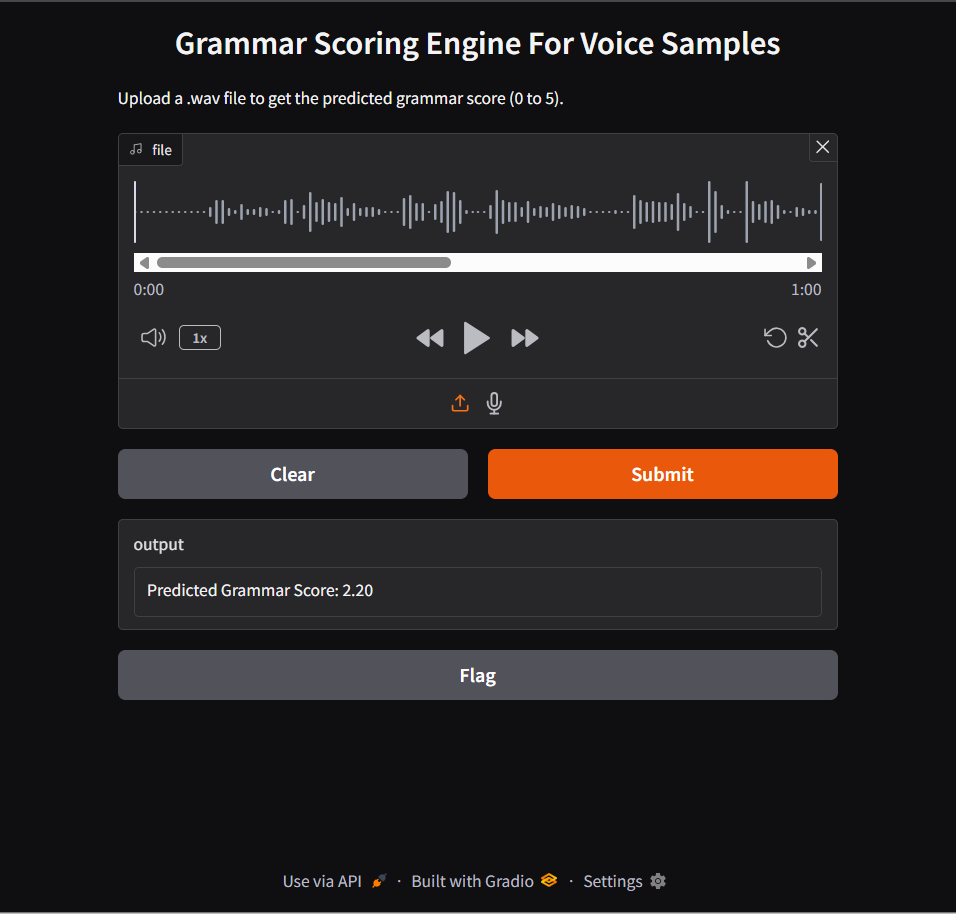 Grammar Scoring Engine For Voice Samples
Upload a .wav file to get the predicted grammar score (0 to 5).
file
0:00 1:00
1x
Clear Submit
output
Predicted Grammar Score: 2.20
Flag
Use via API · Built with Gradio · Settings